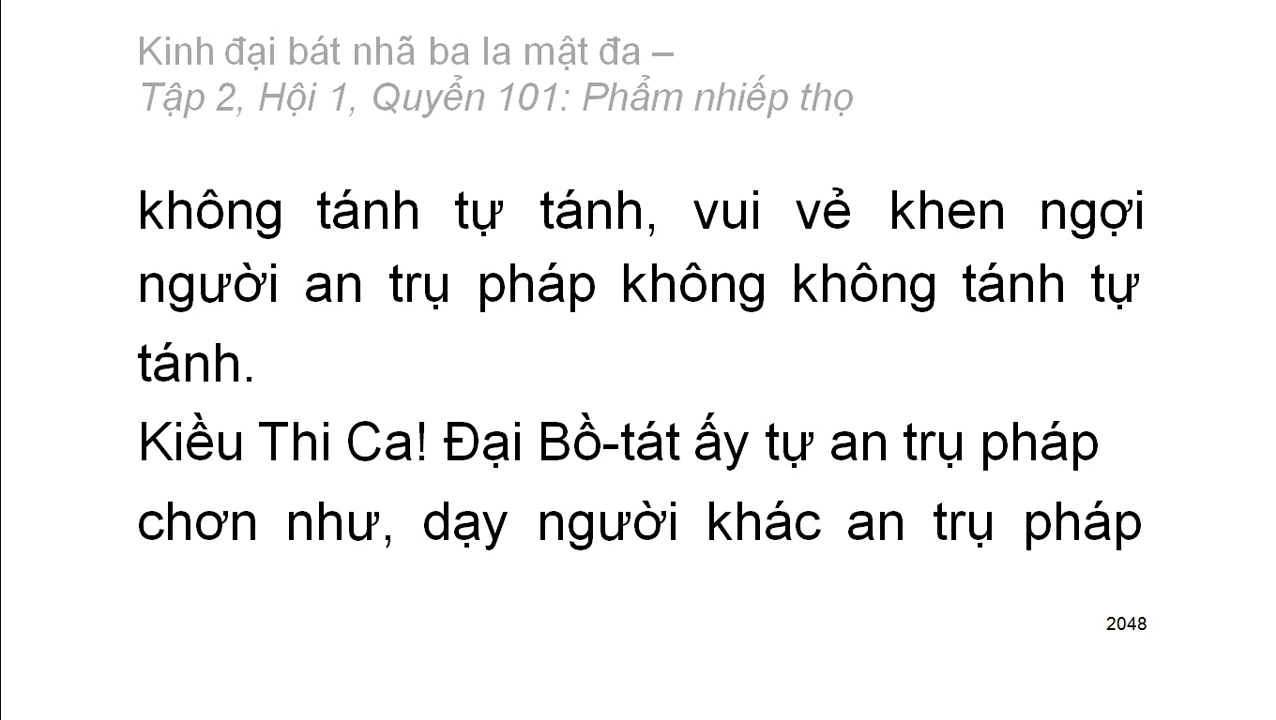 Kinh đại bát nhã ba la mật đa –
Tập 2, Hội 1, Quyển 101: Phẩm nhiếp thọ
không tánh tự tánh, vui vẻ khen ngợi
người an trụ pháp không không tánh tự
tánh.
Kiều Thi Ca! Đại Bồ-tát ấy tự an trụ pháp
chơn như, dạy người khác an trụ pháp
2048